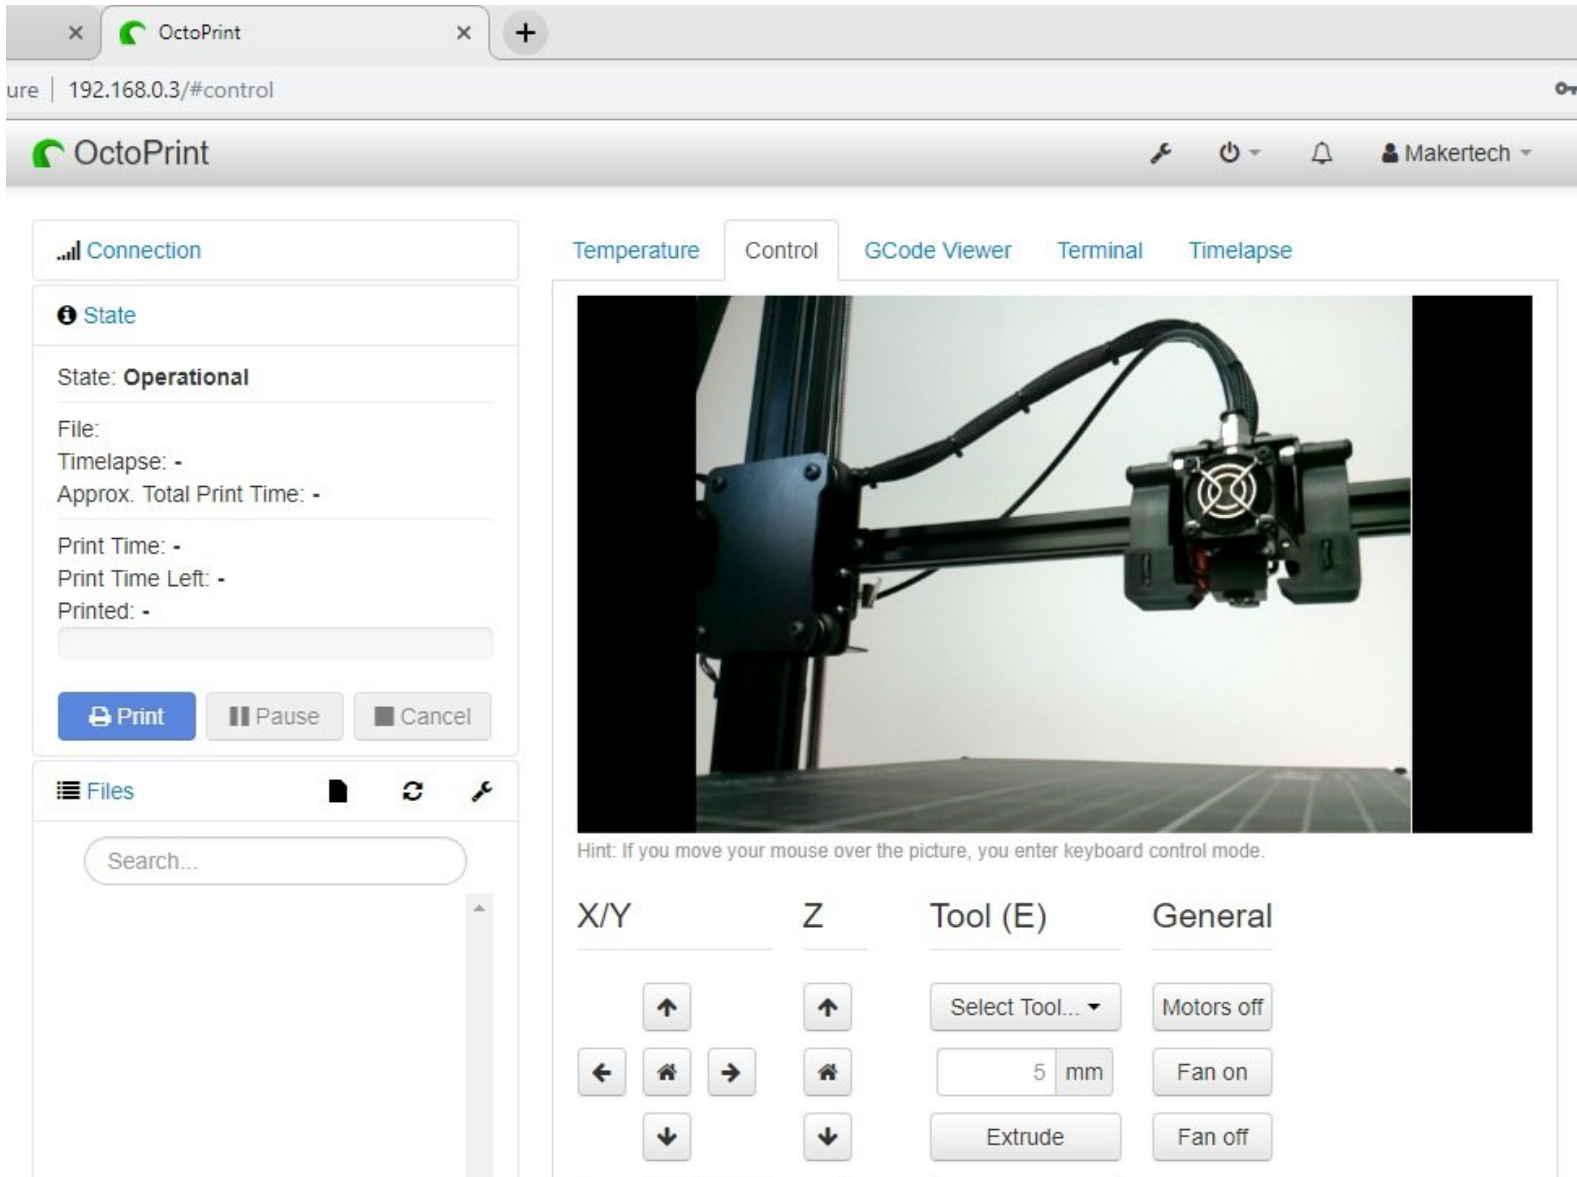 OctoPrint
ure | 192.168.0.3/#control
OctoPrint
Makertech
Connection
State
State: Operational
File:
Timelapse: -
Approx. Total Print Time: -
Print Time: -
Print Time Left: -
Printed: -
Print Pause Cancel
Files
Search...
Temperature Control GCode Viewer Terminal Timelapse
Hint: If you move your mouse over the picture, you enter keyboard control mode.
X/Y Z Tool (E) General
Select Tool... Motors off
5 mm Fan on
Extrude Fan off